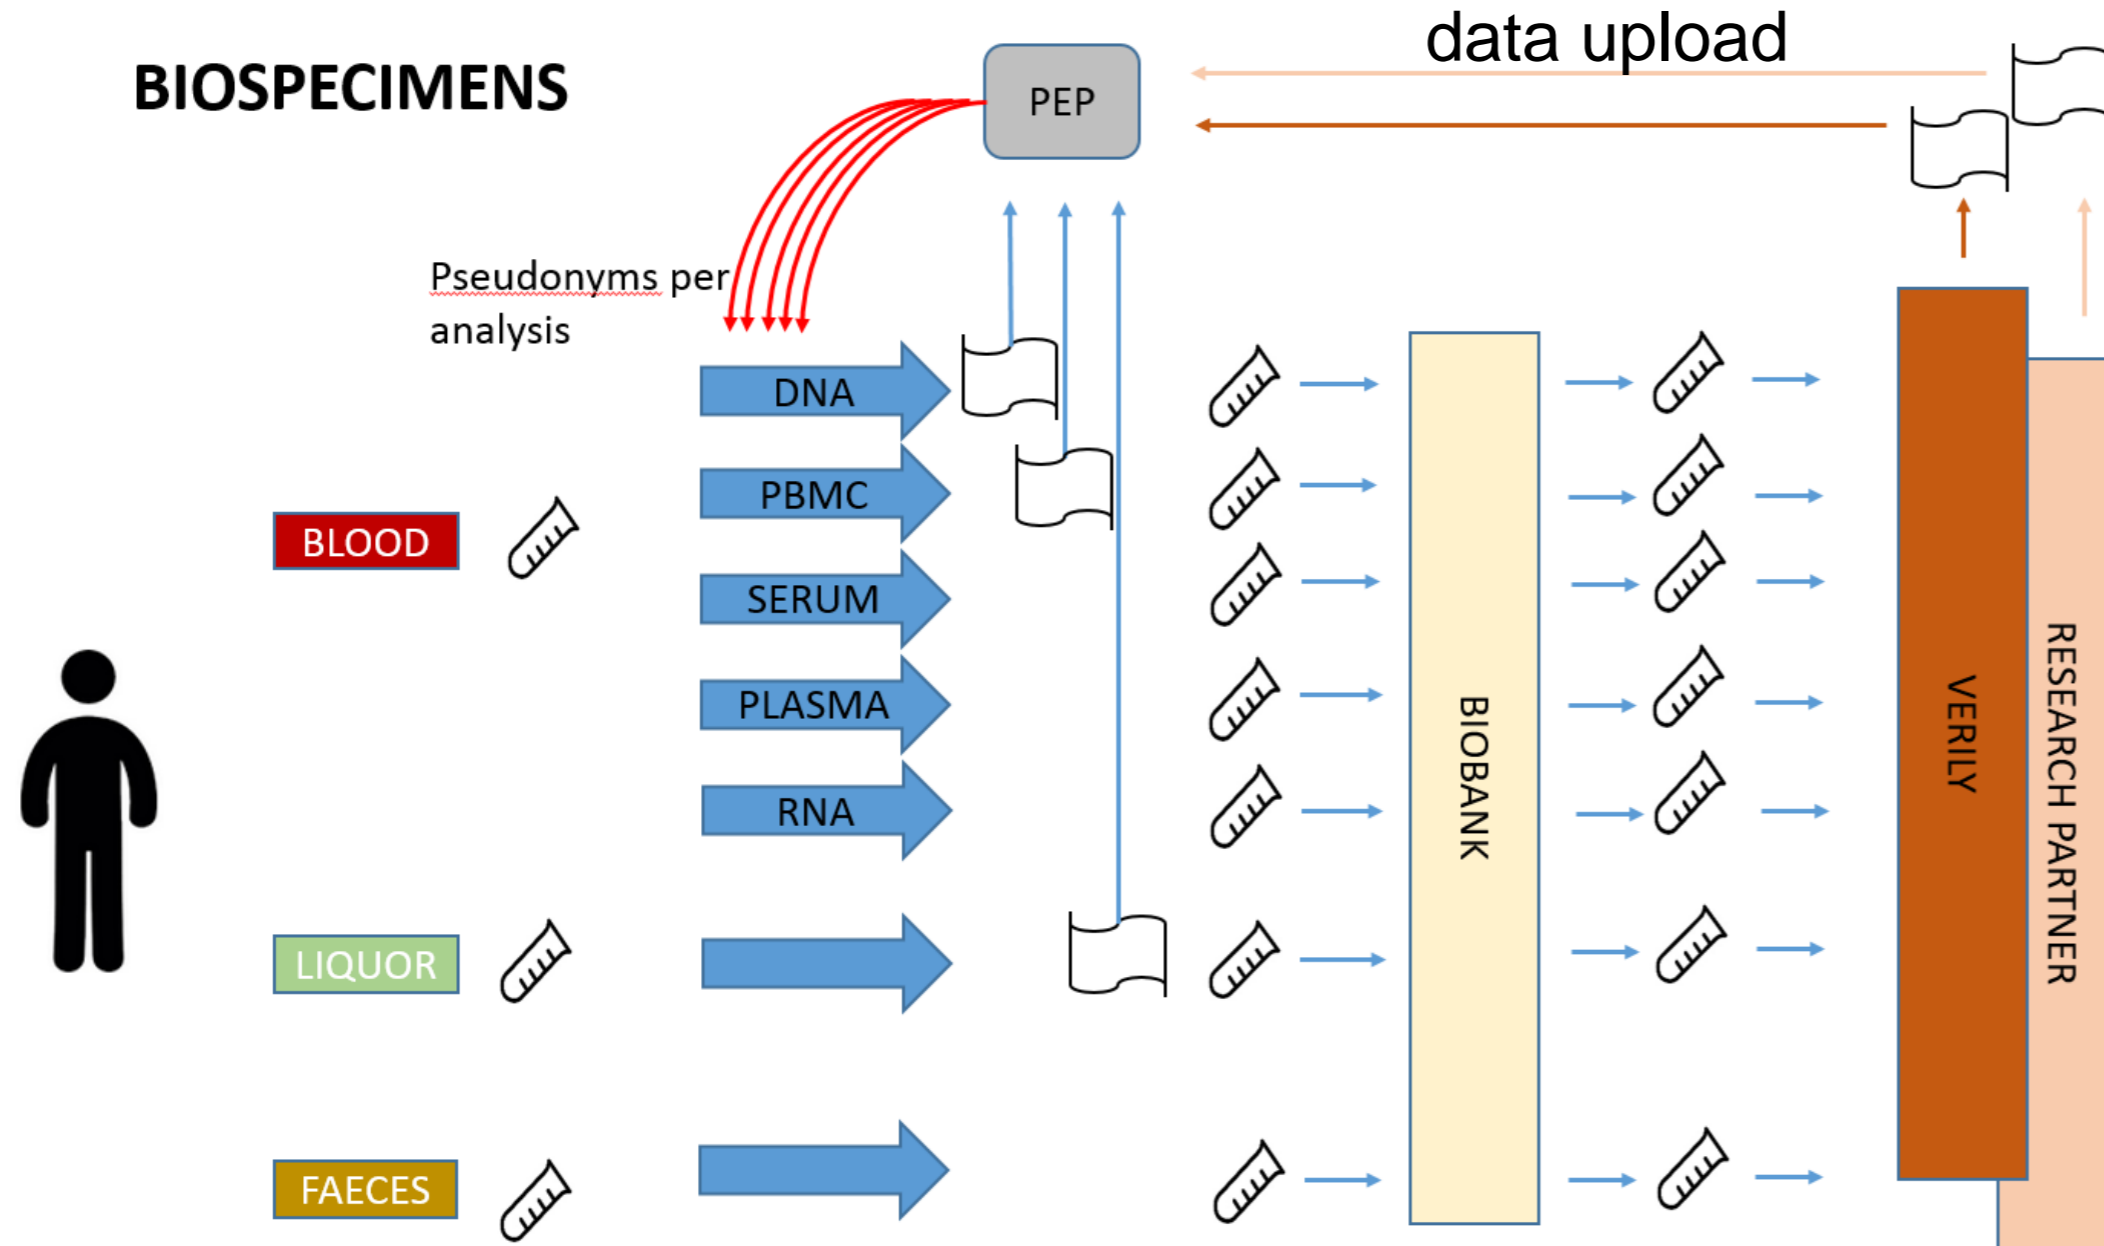 data upload
BIOSPECIMENS
PEP
Pseudonyms per
analysis
DNA
PBMC
BLOOD
SERUM
PLASMA
RNA
LIQUOR
FAECES
BIOBANK
VERILY
RESEARCH PARTNER